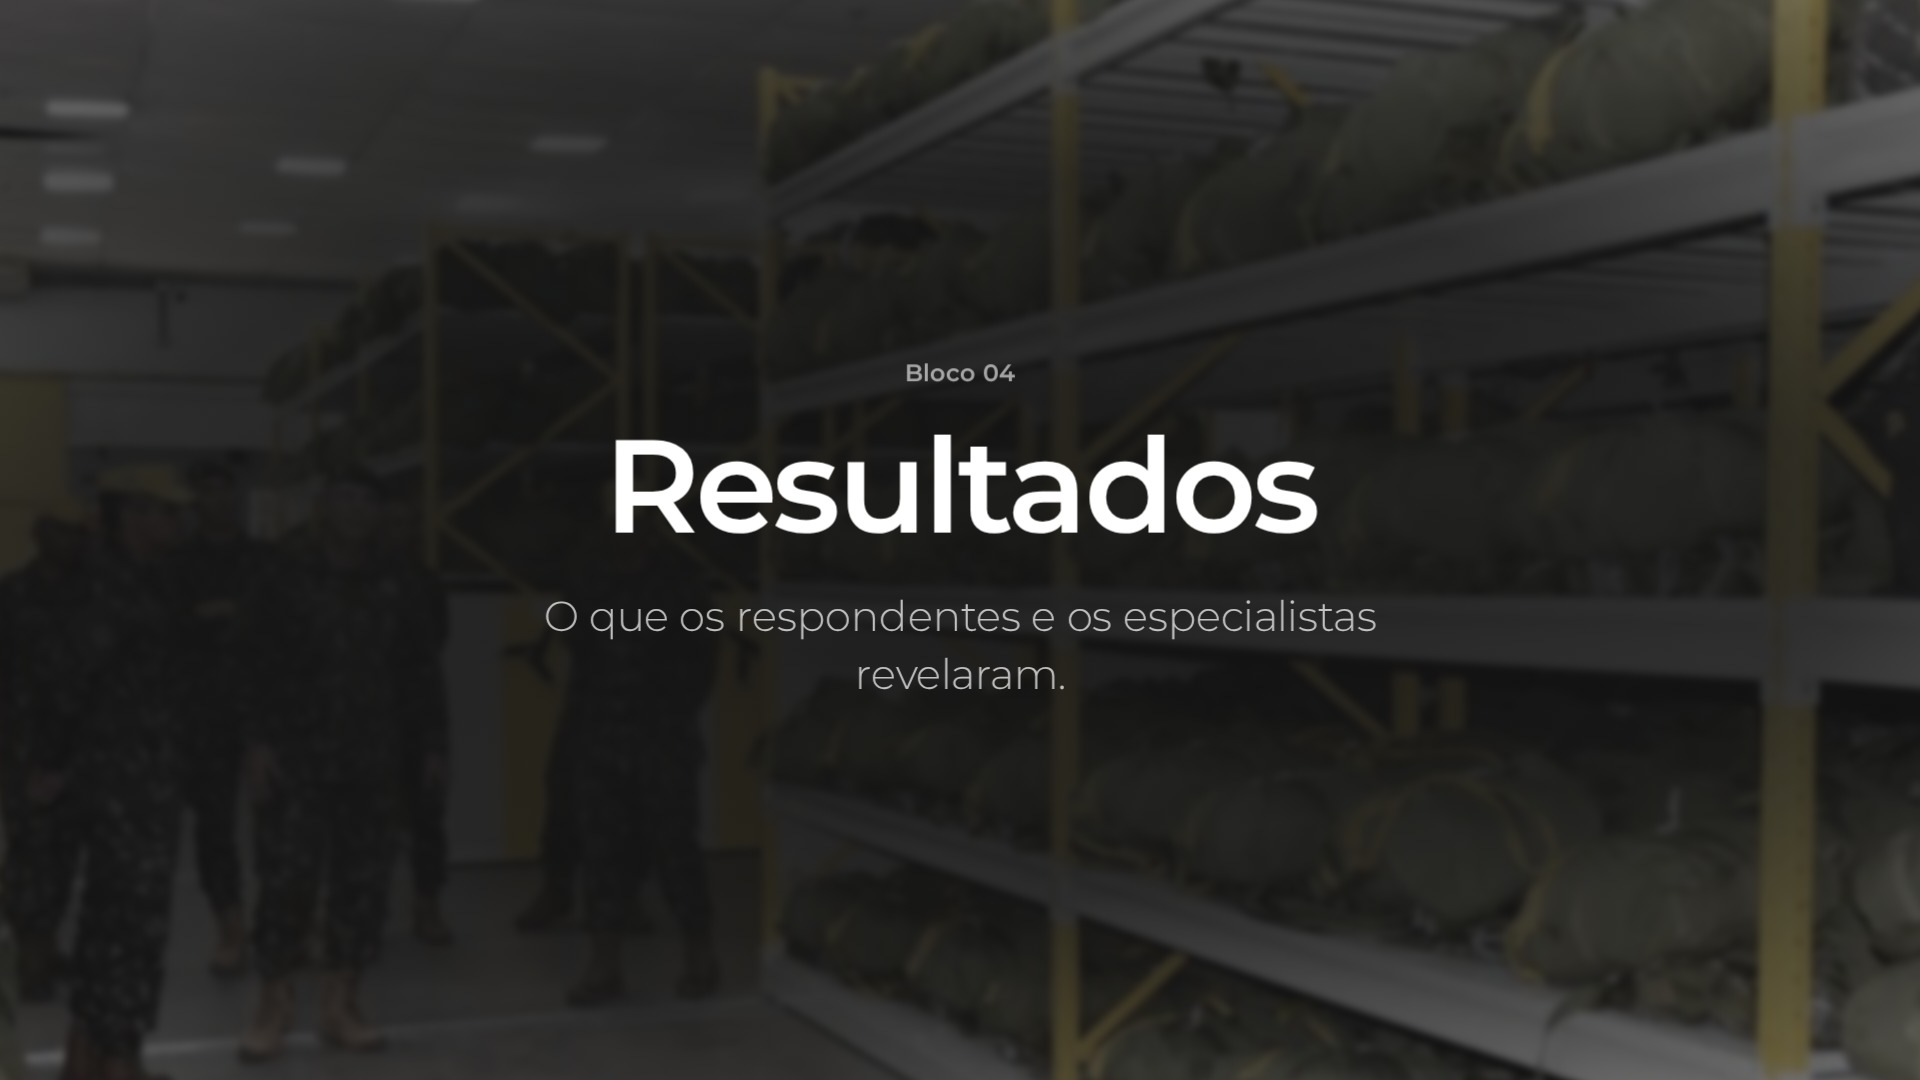 Bloco 04
Resultados
O que os respondentes e os especialistas
revelaram.